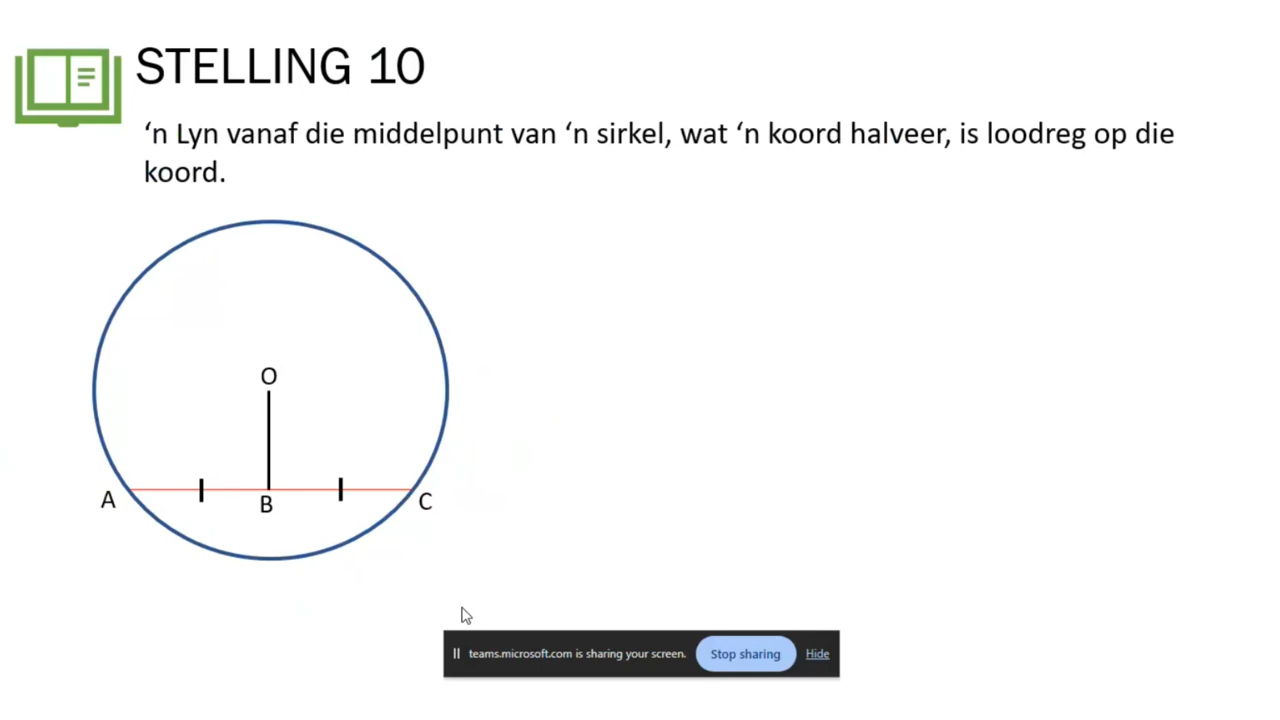 STELLING 10
‘n Lyn vanaf die middelpunt van ‘n sirkel, wat ‘n koord halveer, is loodreg op die
koord.
O
A
B
C
teams.microsoft.com is sharing your screen. Stop sharing Hide